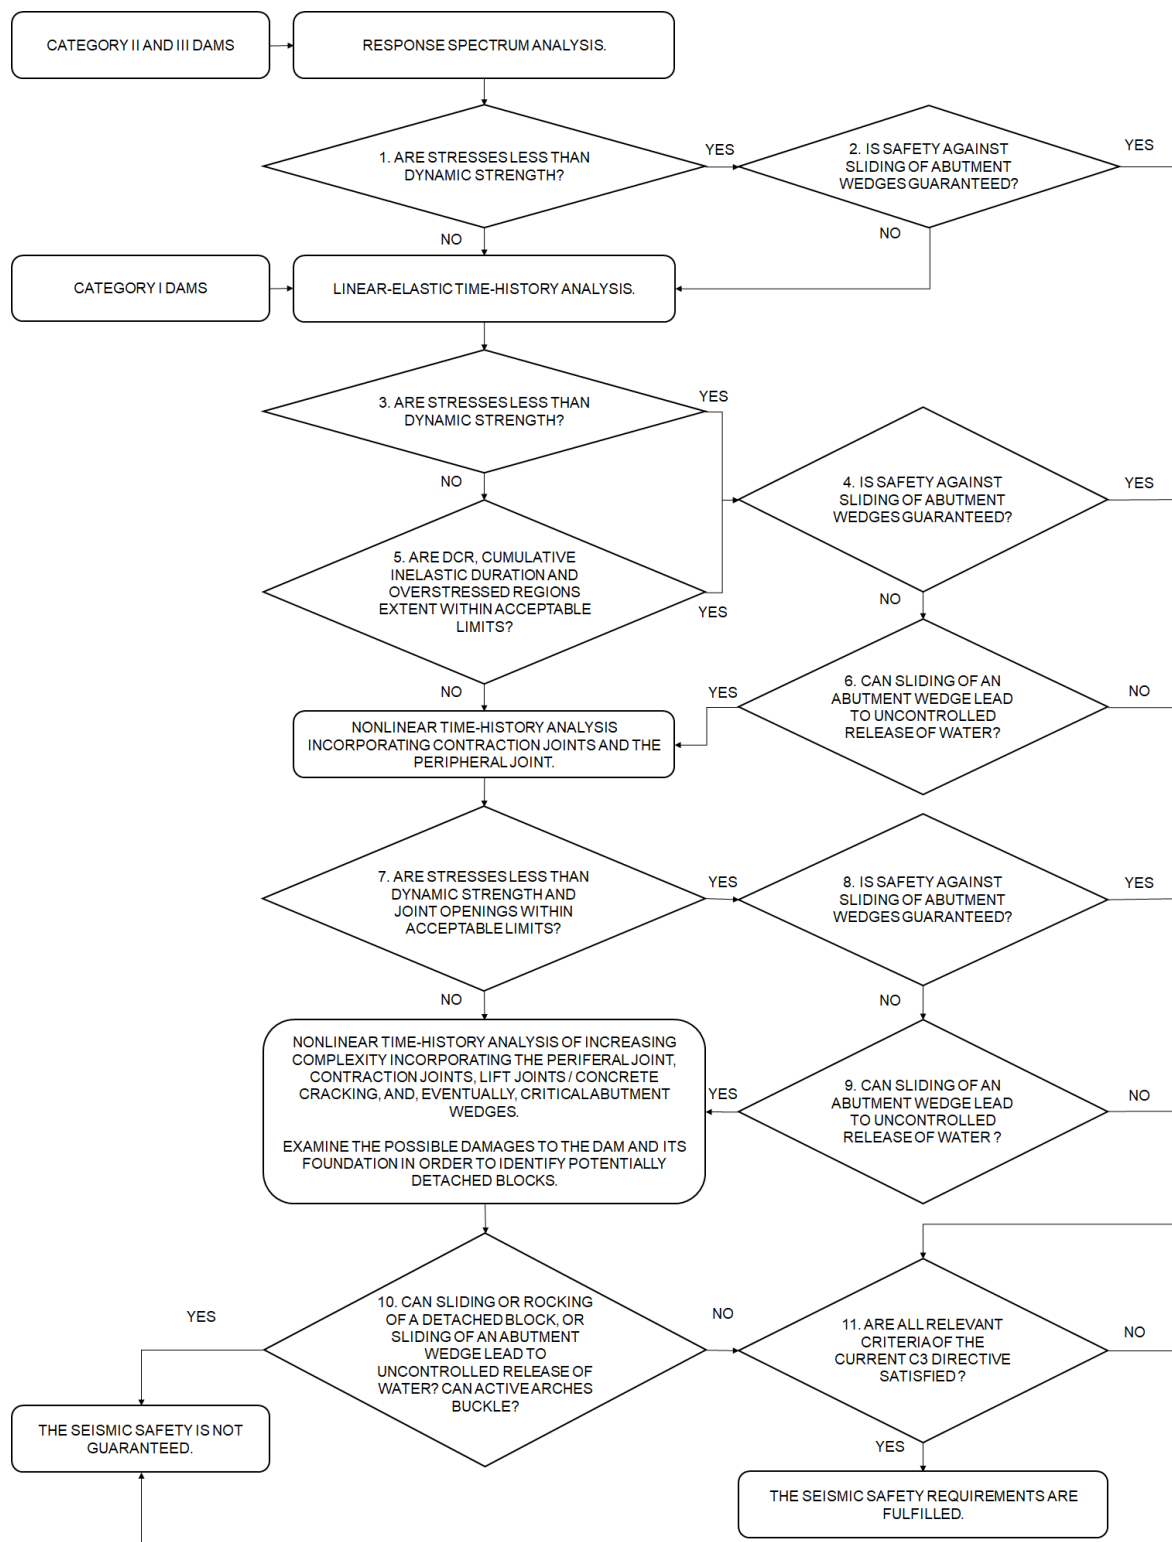 CATEGORY II AND III DAMS
RESPONSE SPECTRUM ANALYSIS.
1. ARE STRESSES LESS THAN
DYNAMIC STRENGTH?
YES
2. IS SAFETY AGAINST
SLIDING OF ABUTMENT
WEDGES GUARANTEED?
YES
NO
NO
CATEGORY I DAMS
LINEAR-ELASTIC TIME-HISTORY ANALYSIS.
3. ARE STRESSES LESS THAN
DYNAMIC STRENGTH?
YES
NO
4. IS SAFETY AGAINST
SLIDING OF ABUTMENT
WEDGES GUARANTEED?
YES
NO
5. ARE DCR, CUMULATIVE
INELASTIC DURATION AND
OVERSTRESSED REGIONS
EXTENT WITHIN ACCEPTABLE
LIMITS?
YES
NO
6. CAN SLIDING OF AN
ABUTMENT WEDGE LEAD
TO UNCONTROLLED
RELEASE OF WATER?
YES
NO
NONLINEAR TIME-HISTORY ANALYSIS
INCORPORATING CONTRACTION JOINTS AND THE
PERIPHERAL JOINT.
7. ARE STRESSES LESS THAN
DYNAMIC STRENGTH AND
JOINT OPENINGS WITHIN
ACCEPTABLE LIMITS?
YES
NO
8. IS SAFETY AGAINST
SLIDING OF ABUTMENT
WEDGES GUARANTEED?
YES
NO
NONLINEAR TIME-HISTORY ANALYSIS OF INCREASING
COMPLEXITY INCORPORATING THE PERIFERAL JOINT,
CONTRACTION JOINTS, LIFT JOINTS / CONCRETE
CRACKING, AND, EVENTUALLY, CRITICAL ABUTMENT
WEDGES.
EXAMINE THE POSSIBLE DAMAGES TO THE DAM AND ITS
FOUNDATION IN ORDER TO IDENTIFY POTENTIALLY
DETACHED BLOCKS.
YES
9. CAN SLIDING OF AN
ABUTMENT WEDGE LEAD
TO UNCONTROLLED
RELEASE OF WATER ?
NO
YES
10. CAN SLIDING OR ROCKING
OF A DETACHED BLOCK, OR
SLIDING OF AN ABUTMENT
WEDGE LEAD TO
UNCONTROLLED RELEASE OF
WATER? CAN ACTIVE ARCHES
BUCKLE?
NO
11. ARE ALL RELEVANT
CRITERIA OF THE
CURRENT C3 DIRECTIVE
SATISFIED ?
NO
YES
THE SEISMIC SAFETY IS NOT
GUARANTEED.
THE SEISMIC SAFETY REQUIREMENTS ARE
FULFILLED.